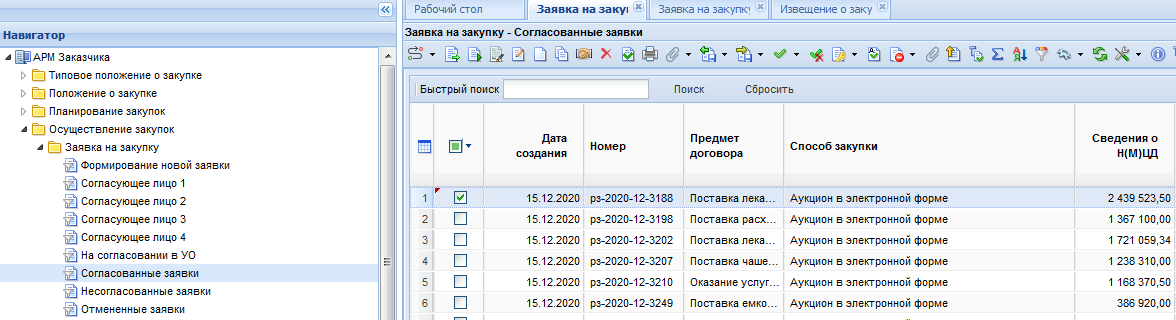 Навигатор
АРМ Заказчика
Типовое положение о закупке
Положение о закупке
Планирование закупок
Осуществление закупок
Заявка на закупку
Формирование новой заявки
Согласующее лицо 1
Согласующее лицо 2
Согласующее лицо 3
Согласующее лицо 4
На согласовании в УО
Согласованные заявки
Несогласованные заявки
Отмененные заявки
Рабочий стол Заявка на закуп Заявка на закупку Извещение о заку
Заявка на закупку - Согласованные заявки
Быстрый поиск Поиск Сбросить
Дата создания Номер Предмет договора Способ закупки Сведения о Н(М)ЦД
1 15.12.2020 рз-2020-12-3188 Поставка лека... Аукцион в электронной форме 2 439 523,50
2 15.12.2020 рз-2020-12-3198 Поставка расх... Аукцион в электронной форме 1 367 100,00
3 15.12.2020 рз-2020-12-3202 Поставка лека... Аукцион в электронной форме 1 721 059,34
4 15.12.2020 рз-2020-12-3207 Поставка чаше... Аукцион в электронной форме 1 238 310,00
5 15.12.2020 рз-2020-12-3210 Оказание услуг... Аукцион в электронной форме 1 168 370,50
6 15.12.2020 рз-2020-12-3249 Поставка емко... Аукцион в электронной форме 386 920,00